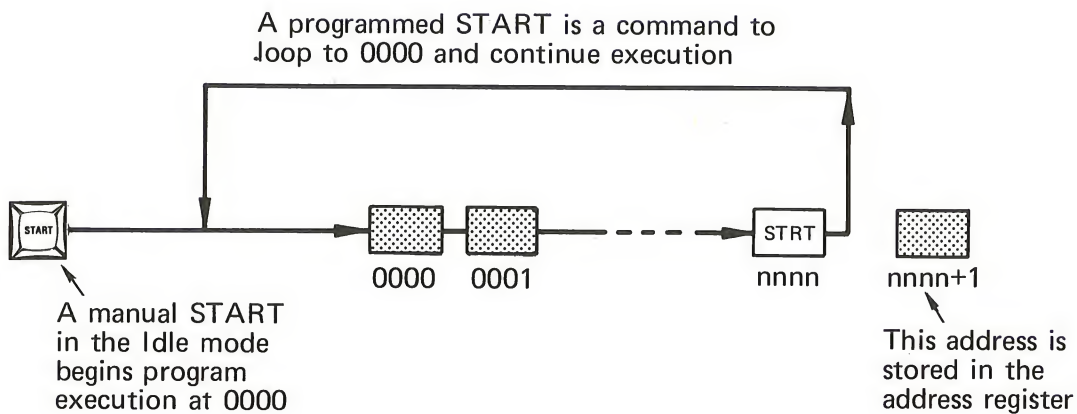 A programmed START is a command to
loop to 0000 and continue execution
START
STRT
0000
0001
nnnn
nnnn+1
A manual START
in the Idle mode
begins program
execution at 0000
This address is
stored in the
address register